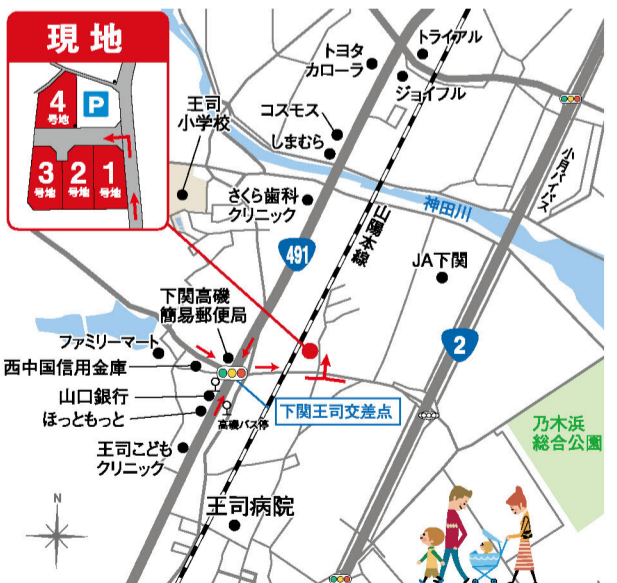 現地
4
号地
P
3
号地
2
号地
1
号地
トライアル
トヨタ
カローラ
ジョイフル
王司
小学校
コスモス
しまむら
さくら歯科
クリニック
神田川
小月バイパス
山陽本線
491
JA下関
下関高磯
簡易郵便局
2
ファミリーマート
西中国信用金庫
山口銀行
ほっともっと
下関王司交差点
高磯バス停
乃木浜
総合公園
王司こども
クリニック
王司病院
N